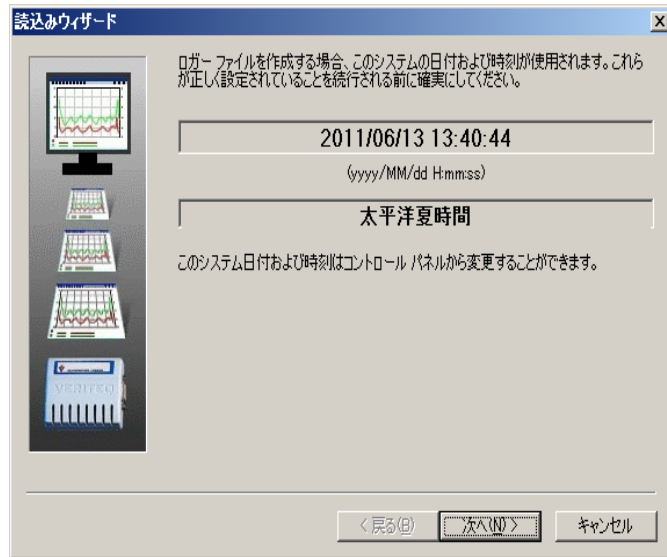 読込みウィザード
ロガー ファイルを作成する場合、このシステムの日付および時刻が使用されます。これら
が正しく設定されていることを続行される前に確実にしてください。
2011/06/13 13:40:44
(yyyy/MM/dd H:mm:ss)
太平洋夏時間
このシステム日付および時刻はコントロール パネルから変更することができます。
VERITEQ
< 戻る(B)
次へ(N) >
キャンセル